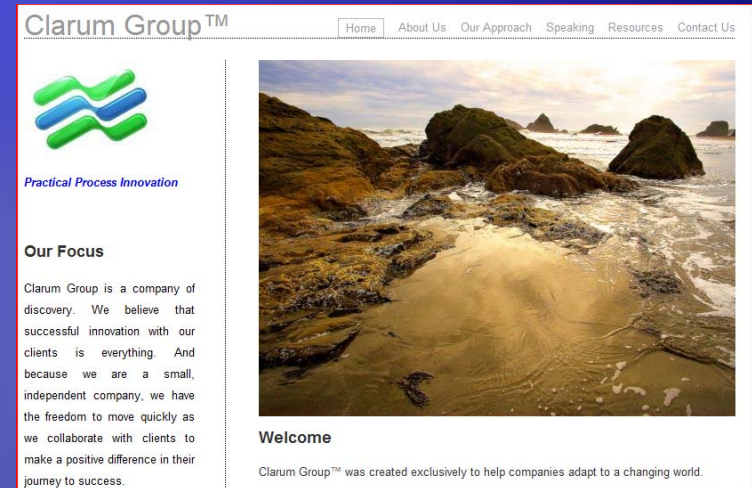 Clarum Group™
Home About Us Our Approach Speaking Resources Contact Us
Practical Process Innovation
Our Focus
Clarum Group is a company of
discovery. We believe that
successful innovation with our
clients is everything. And
because we are a small,
independent company, we have
the freedom to move quickly as
we collaborate with clients to
make a positive difference in their
journey to success.
Welcome
Clarum Group™ was created exclusively to help companies adapt to a changing world.